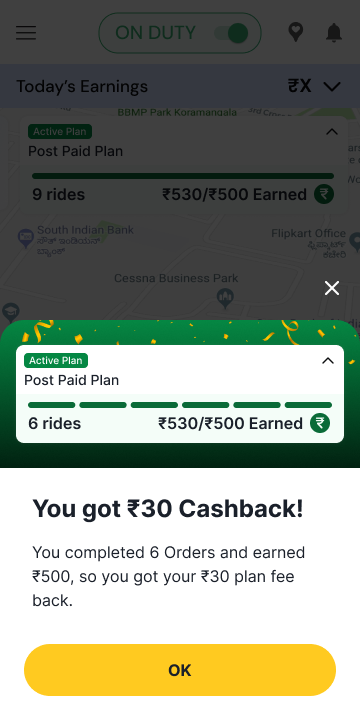 ON DUTY
Today's Earnings
₹X
BBMP Park Koramangala
Active Plan
Post Paid Plan
9 rides
₹530/₹500 Earned
South Indian Bank
ಸೌತ್ ಇಂಡಿಯನ್
ಬ್ಯಾಂಕ್
Flipkart Office
ಫ್ಲಿಪ್ಕಾರ್ಟ್
ಕಚೇರಿ
Cessna Business Park
Active Plan
Post Paid Plan
6 rides
₹530/₹500 Earned
You got ₹30 Cashback!
You completed 6 Orders and earned
₹500, so you got your ₹30 plan fee
back.
OK